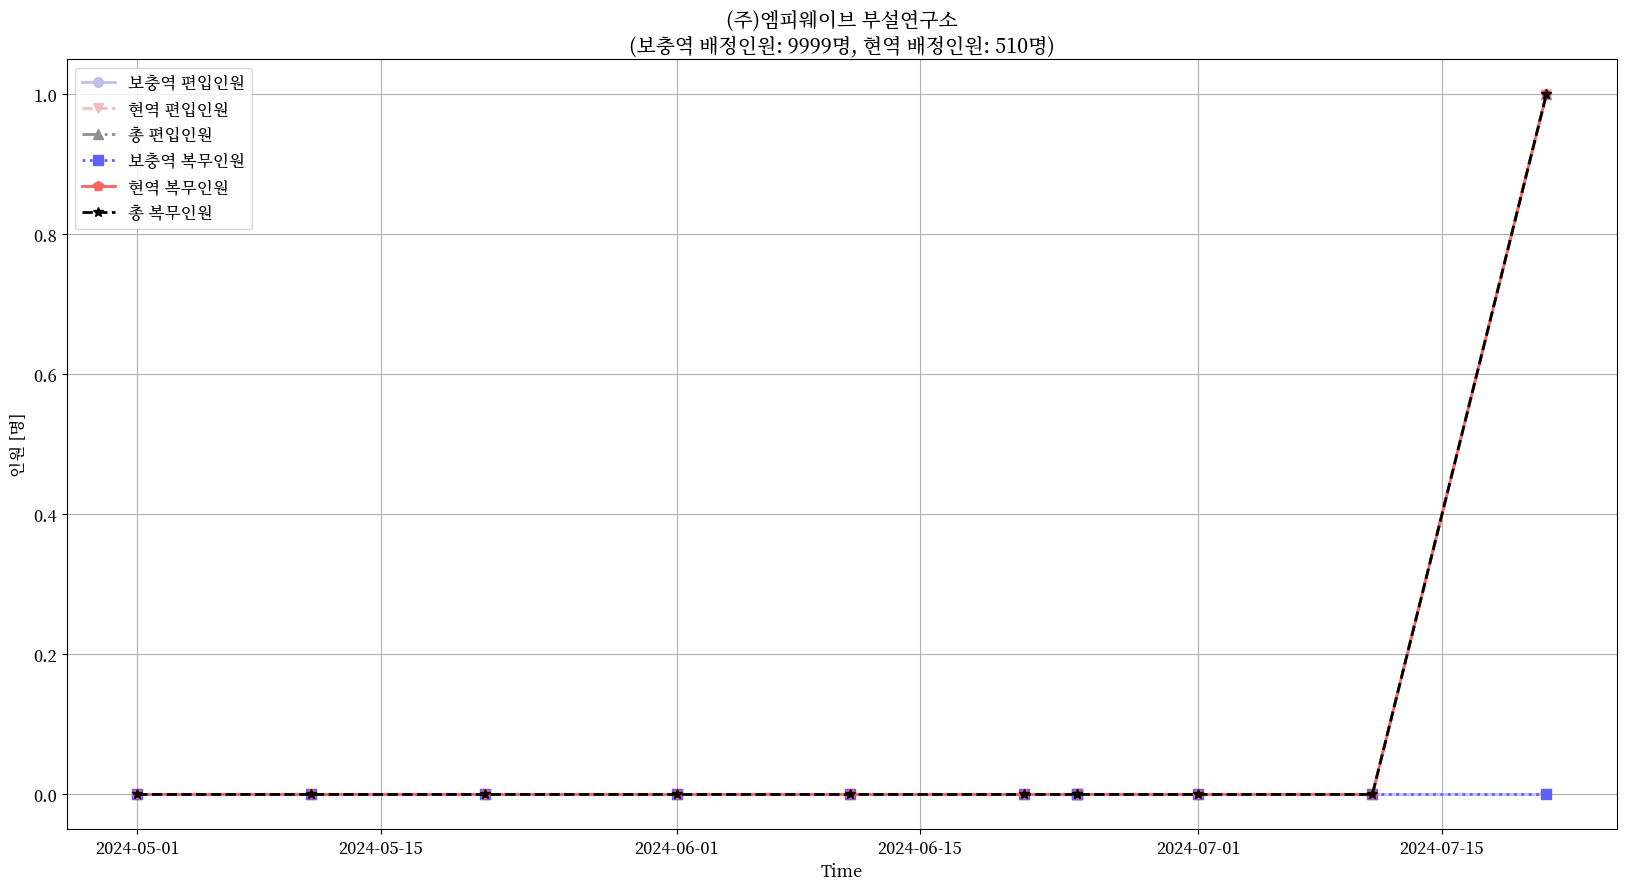 (주)엠피웨이브 부설연구소
(보충역 배정인원: 9999명, 현역 배정인원: 510명)
보충역 편입인원
현역 편입인원
총 편입인원
보충역 복무인원
현역 복무인원
총 복무인원
1.0
0.8
0.6
0.4
0.2
0.0
인원 [명]
2024-05-01
2024-05-15
2024-06-01
2024-06-15
2024-07-01
2024-07-15
Time